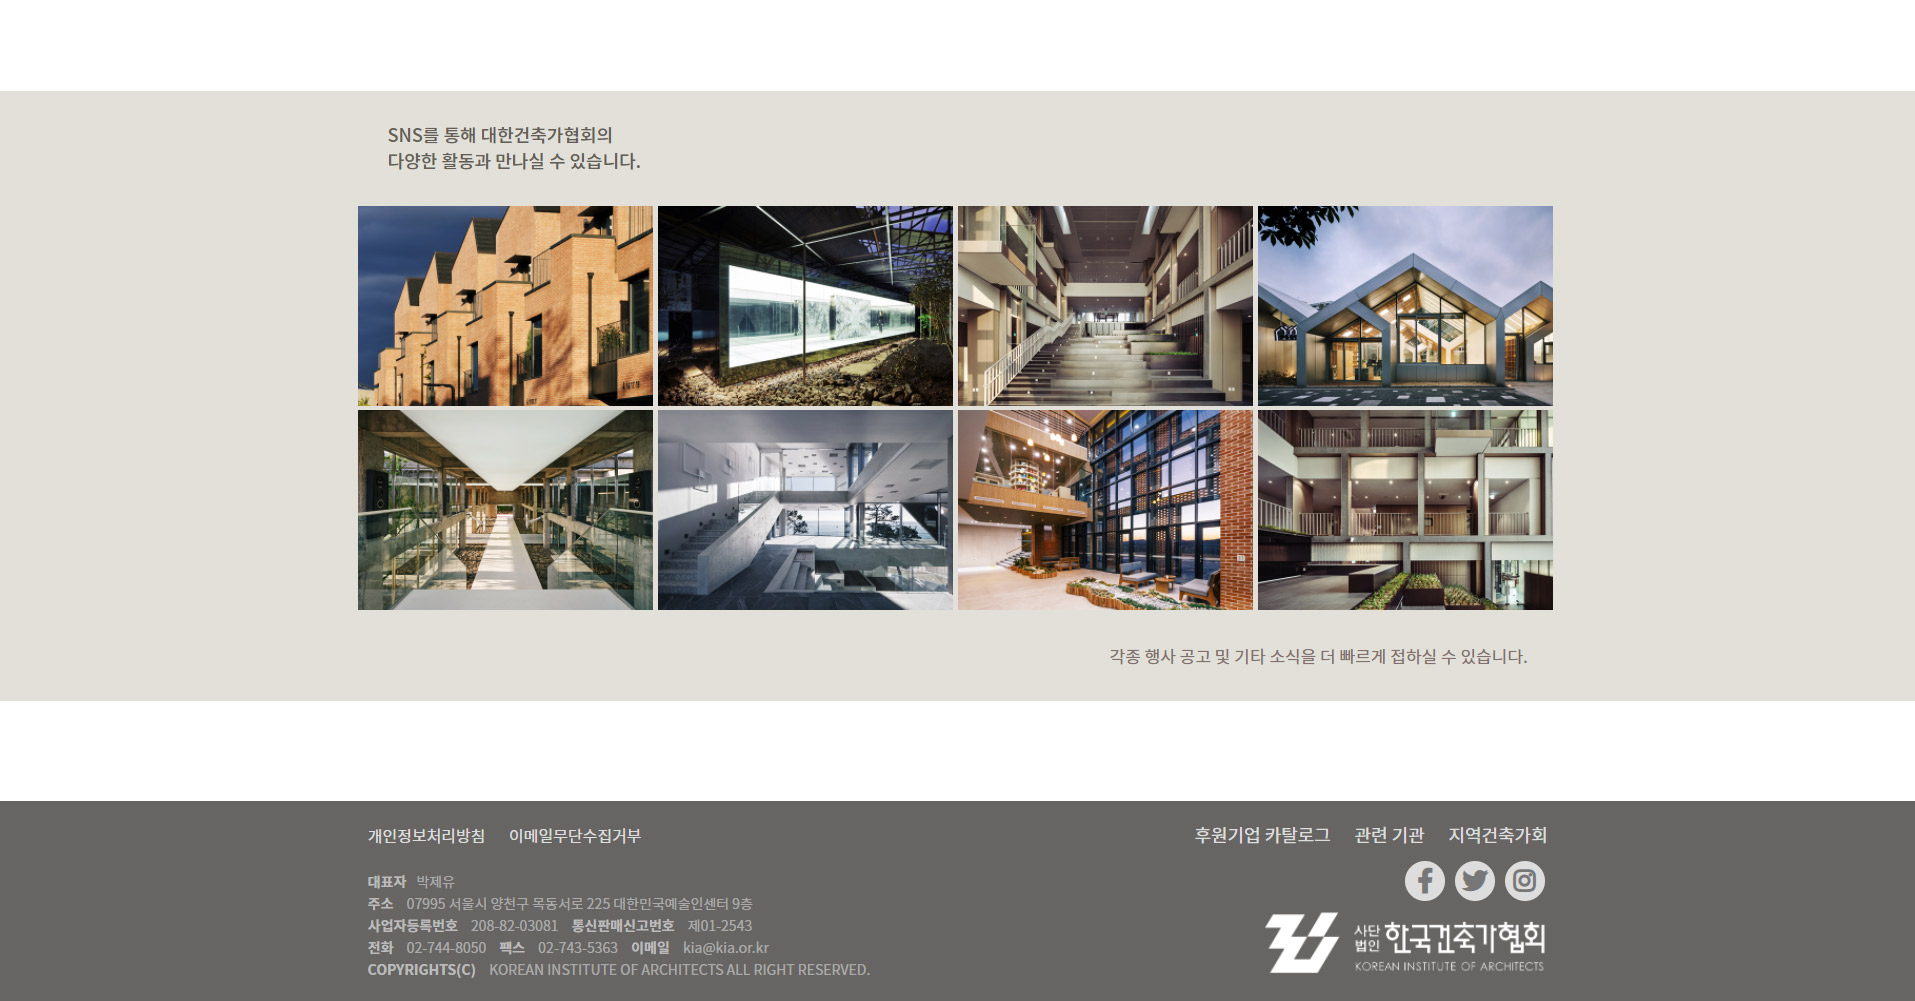 SNS를 통해 대한건축가협회의
다양한 활동과 만나실 수 있습니다.
각종 행사 공고 및 기타 소식을 더 빠르게 접하실 수 있습니다.
개인정보처리방침 이메일무단수집거부
후원기업 카탈로그 관련 기관 지역건축가회
대표자 박제유
주소 07995 서울시 양천구 목동서로 225 대한민국예술인센터 9층
사업자등록번호 208-82-03081 통신판매신고번호 제01-2543
전화 02-744-8050 팩스 02-743-5363 이메일 kia@kia.or.kr
COPYRIGHTS(C) KOREAN INSTITUTE OF ARCHITECTS ALL RIGHT RESERVED.
사단법인 한국건축가협회
KOREAN INSTITUTE OF ARCHITECTS